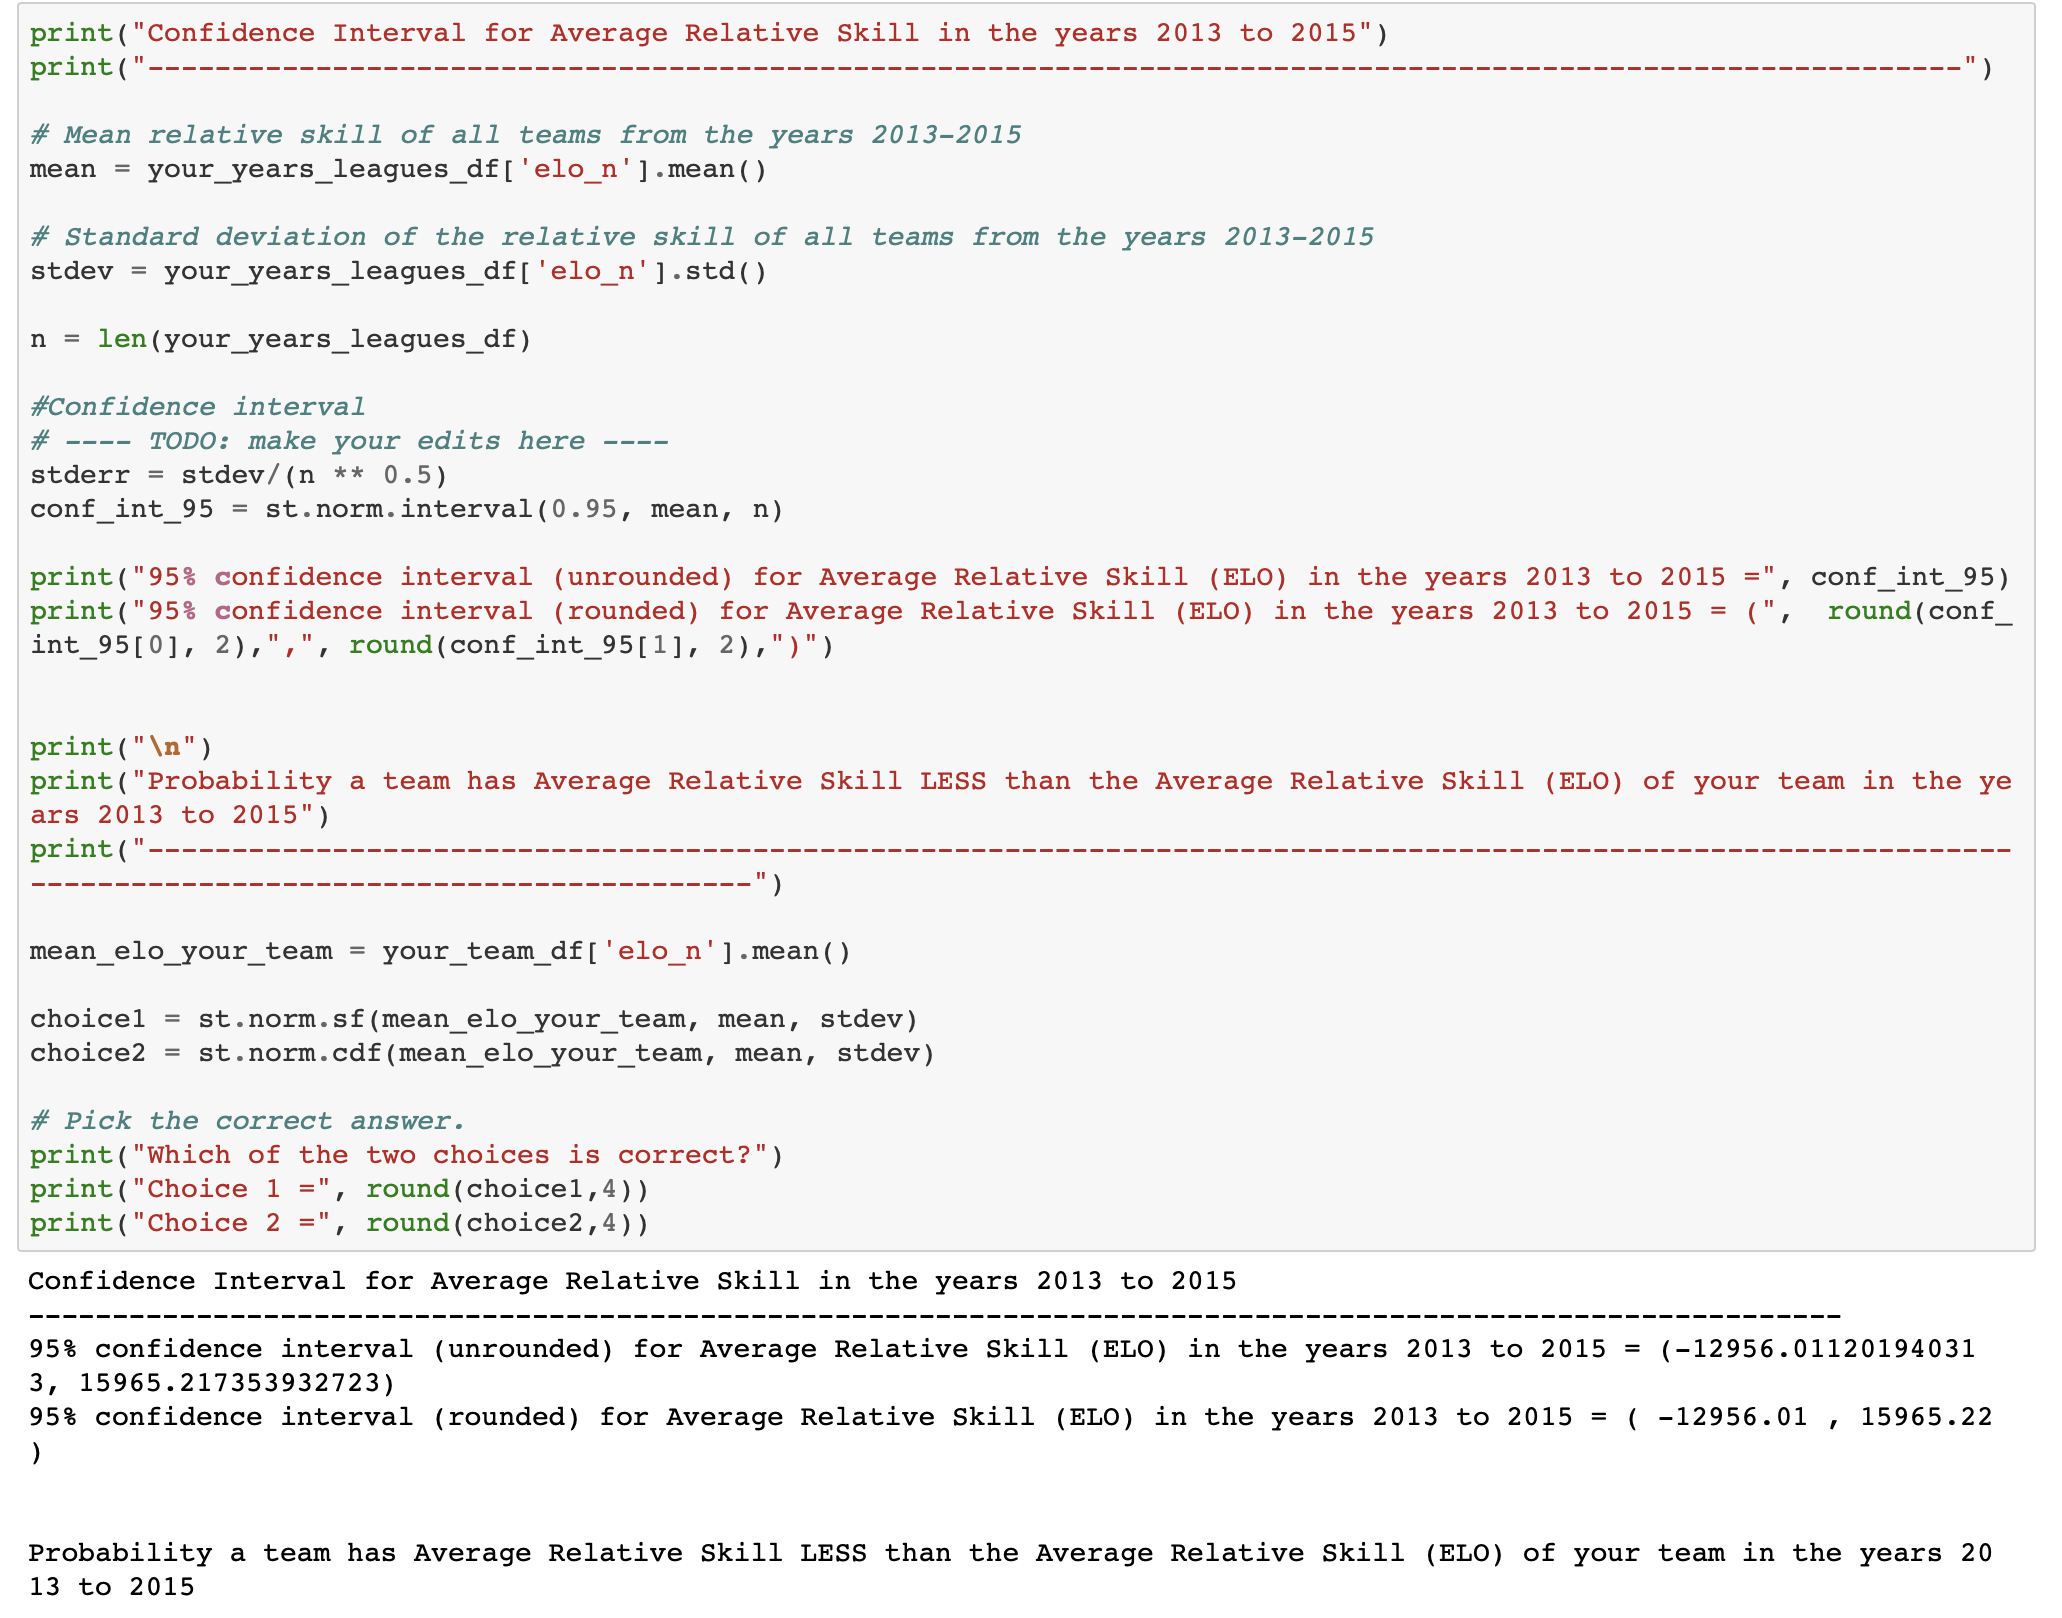 print("Confidence Interval for Average Relative Skill in the years 2013 to 2015")
print("------------------------------------------------------------------------------------------------------------")
# Mean relative skill of all teams from the years 2013-2015
mean = your_years_leagues_df['elo_n'].mean()
# Standard deviation of the relative skill of all teams from the years 2013-2015
stdev = your_years_leagues_df['elo_n'].std()
n = len(your_years_leagues_df)
#Confidence interval
# ---- TODO: make your edits here ----
stderr = stdev/(n ** 0.5)
conf_int_95 = st.norm.interval(0.95, mean, n)
print("95% confidence interval (unrounded) for Average Relative Skill (ELO) in the years 2013 to 2015 =", conf_int_95)
print("95% confidence interval (rounded) for Average Relative Skill (ELO) in the years 2013 to 2015 = (",  round(conf_
int_95[0], 2),",", round(conf_int_95[1], 2),")")
print("\n")
print("Probability a team has Average Relative Skill LESS than the Average Relative Skill (ELO) of your team in the ye
ars 2013 to 2015")
print("---------------------------------------------------------------------------------------------------------------
-------------------------------------------")
mean_elo_your_team = your_team_df['elo_n'].mean()
choice1 = st.norm.sf(mean_elo_your_team, mean, stdev)
choice2 = st.norm.cdf(mean_elo_your_team, mean, stdev)
# Pick the correct answer.
print("Which of the two choices is correct?")
print("Choice 1 =", round(choice1,4))
print("Choice 2 =", round(choice2,4))
Confidence Interval for Average Relative Skill in the years 2013 to 2015
------------------------------------------------------------------------------------------------------------
95% confidence interval (unrounded) for Average Relative Skill (ELO) in the years 2013 to 2015 = (-12956.01120194031
3, 15965.217353932723)
95% confidence interval (rounded) for Average Relative Skill (ELO) in the years 2013 to 2015 = ( -12956.01 , 15965.22
)
Probability a team has Average Relative Skill LESS than the Average Relative Skill (ELO) of your team in the years 20
13 to 2015